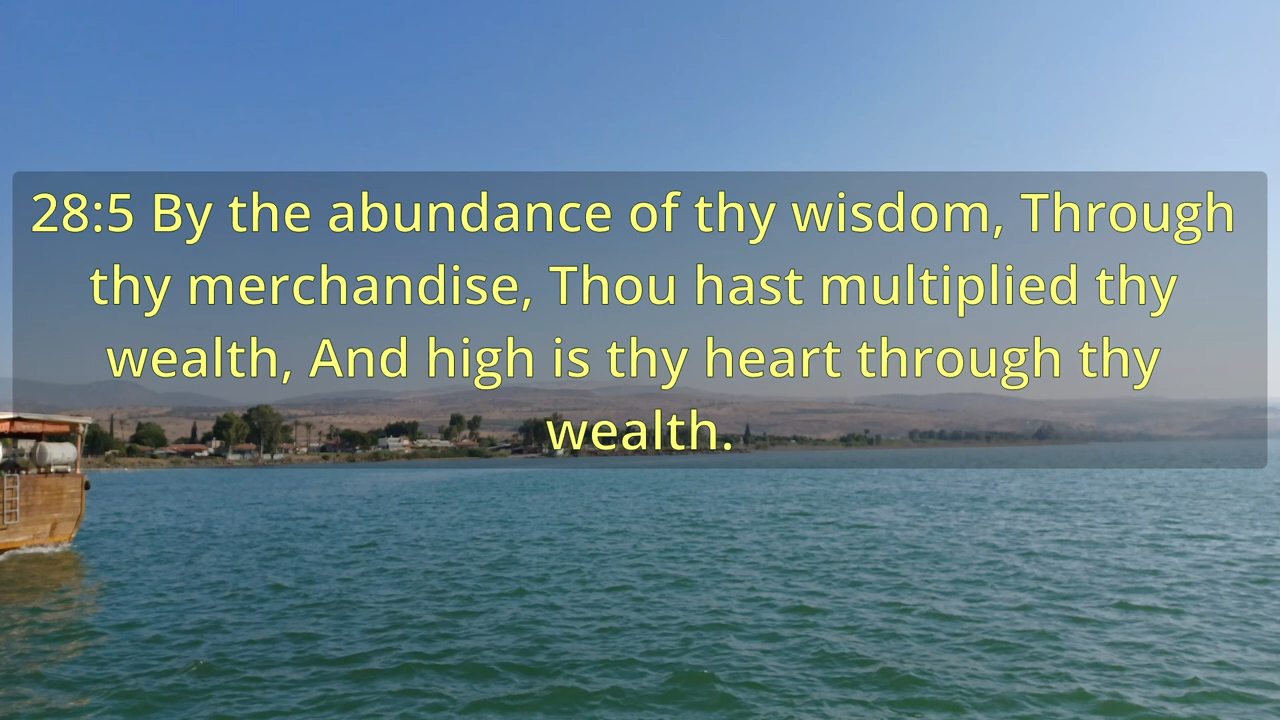 28:5 By the abundance of thy wisdom, Through
thy merchandise, Thou hast multiplied thy
wealth, And high is thy heart through thy
wealth.